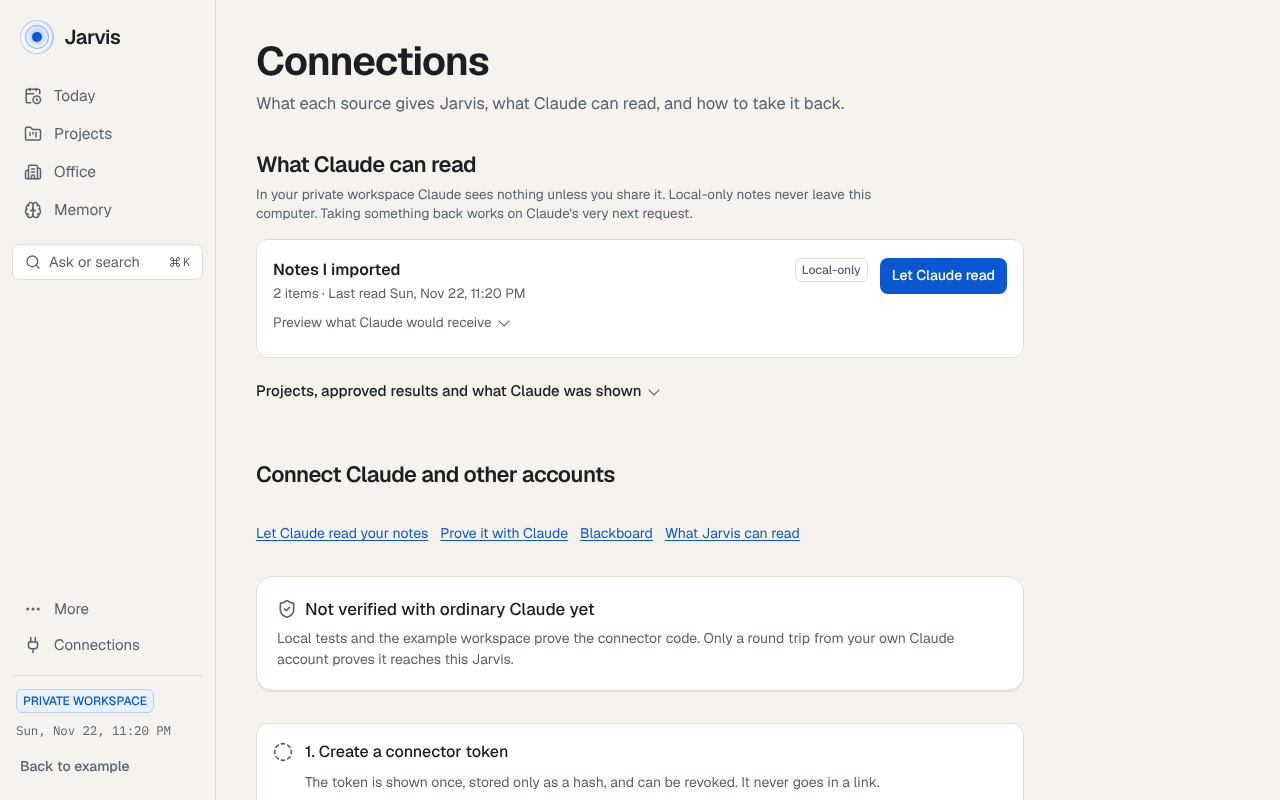 Jarvis
Today
Projects
Office
Memory
Ask or search ⌘ K
More
Connections
PRIVATE WORKSPACE
Sun, Nov 22, 11:20 PM
Back to example
Connections
What each source gives Jarvis, what Claude can read, and how to take it back.
What Claude can read
In your private workspace Claude sees nothing unless you share it. Local-only notes never leave this
computer. Taking something back works on Claude's very next request.
Notes I imported
Local-only
Let Claude read
2 items · Last read Sun, Nov 22, 11:20 PM
Preview what Claude would receive
Projects, approved results and what Claude was shown
Connect Claude and other accounts
Let Claude read your notes Prove it with Claude Blackboard What Jarvis can read
Not verified with ordinary Claude yet
Local tests and the example workspace prove the connector code. Only a round trip from your own Claude
account proves it reaches this Jarvis.
1. Create a connector token
The token is shown once, stored only as a hash, and can be revoked. It never goes in a link.